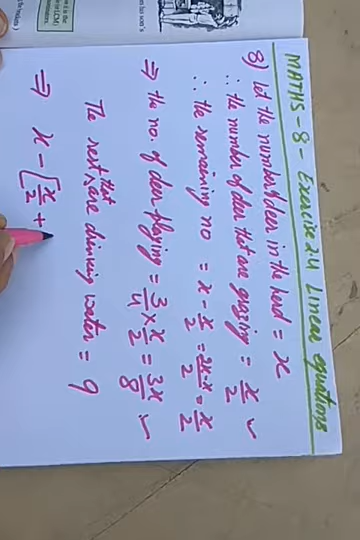 MATHS - 8 - Exercise 2.4 Linear equations
8) Let the number/deer in the herd = x
∴ the number of deer that are grazing = x/2 ✓
∴ the remaining no = x - x/2 = 2x-x/2 = x/2
⇒ the no. of deer playing = 3/4 × x/2 = 3x/8 ✓
The rest that are drinking water = 9
⇒ x - [x/2 +